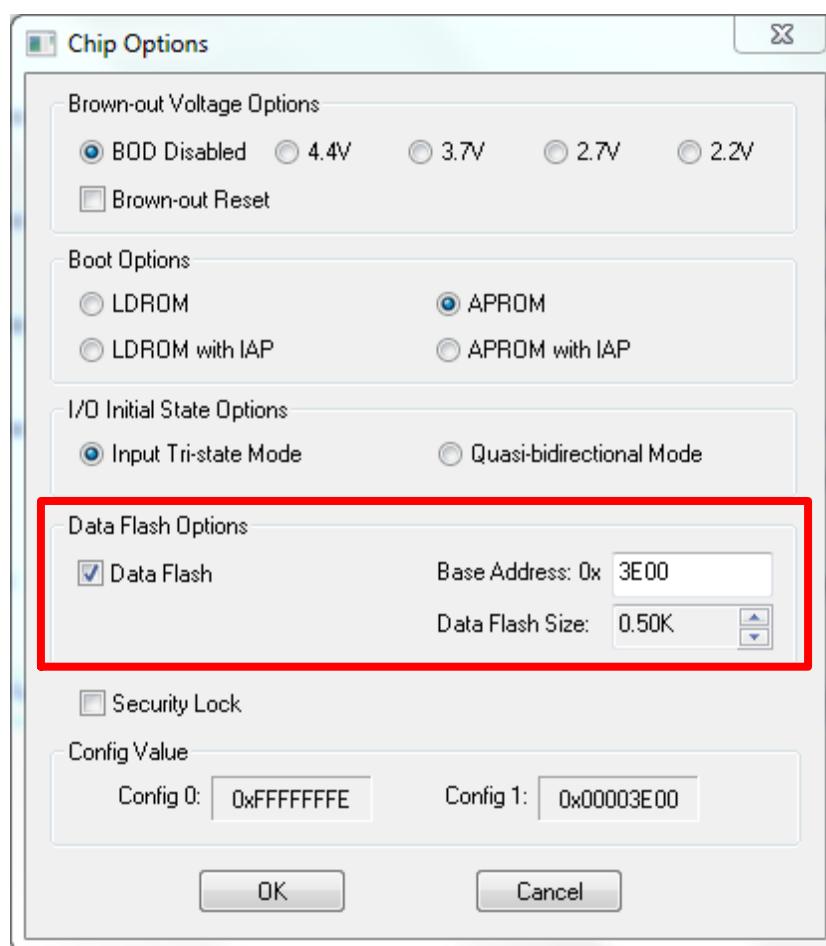 Chip Options
Brown-out Voltage Options
BOD Disabled 4.4V 3.7V 2.7V 2.2V
Brown-out Reset
Boot Options
LDROM APROM
LDROM with IAP APROM with IAP
I/O Initial State Options
Input Tri-state Mode Quasi-bidirectional Mode
Data Flash Options
Data Flash Base Address: 0x 3E00
Data Flash Size: 0.50K
Security Lock
Config Value
Config 0: 0xFFFFFFFE Config 1: 0x00003E00
OK Cancel